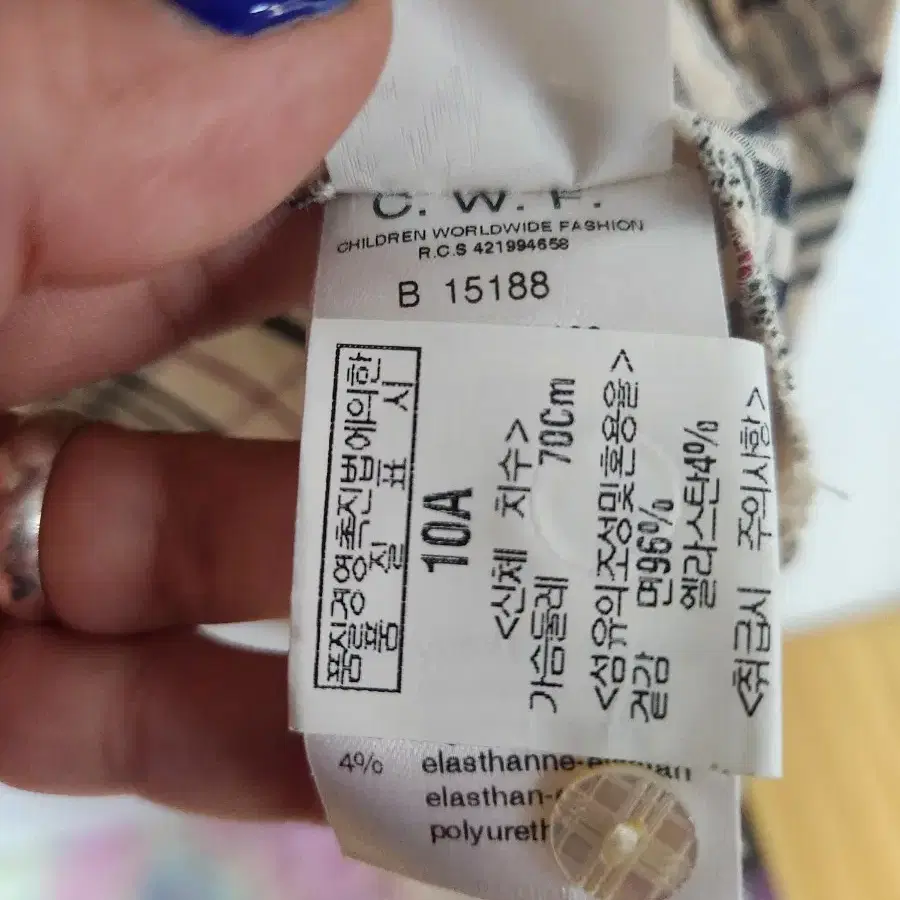 C. W. F.
CHILDREN WORLDWIDE FASHION
R.C.S 421994658
B 15188
품질경영촉진법에의한
품질표시
10A
<신체 치수>
가슴둘레 70Cm
<섬유의조성및혼용율>
겉감 면96%
엘라스탄4%
<취급시 주의사항>
4% elasthanne-
elasthan-
polyureth